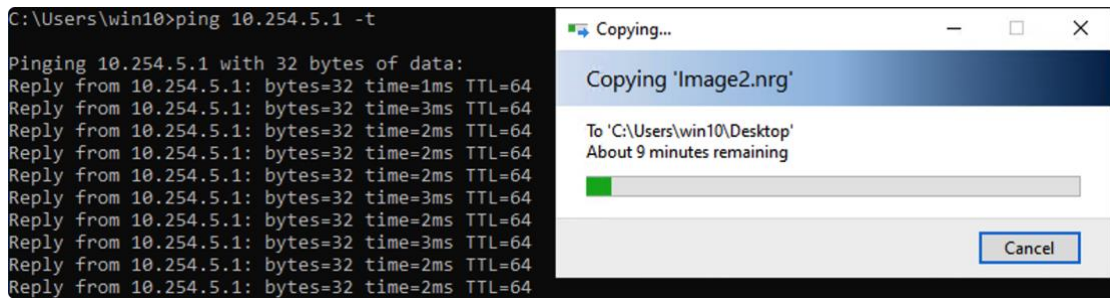 C:\Users\win10>ping 10.254.5.1 -t
Pinging 10.254.5.1 with 32 bytes of data:
Reply from 10.254.5.1: bytes=32 time=1ms TTL=64
Reply from 10.254.5.1: bytes=32 time=3ms TTL=64
Reply from 10.254.5.1: bytes=32 time=2ms TTL=64
Reply from 10.254.5.1: bytes=32 time=2ms TTL=64
Reply from 10.254.5.1: bytes=32 time=2ms TTL=64
Reply from 10.254.5.1: bytes=32 time=3ms TTL=64
Reply from 10.254.5.1: bytes=32 time=2ms TTL=64
Reply from 10.254.5.1: bytes=32 time=3ms TTL=64
Reply from 10.254.5.1: bytes=32 time=2ms TTL=64
Reply from 10.254.5.1: bytes=32 time=2ms TTL=64
Copying...
Copying 'Image2.nrg'
To 'C:\Users\win10\Desktop'
About 9 minutes remaining
Cancel